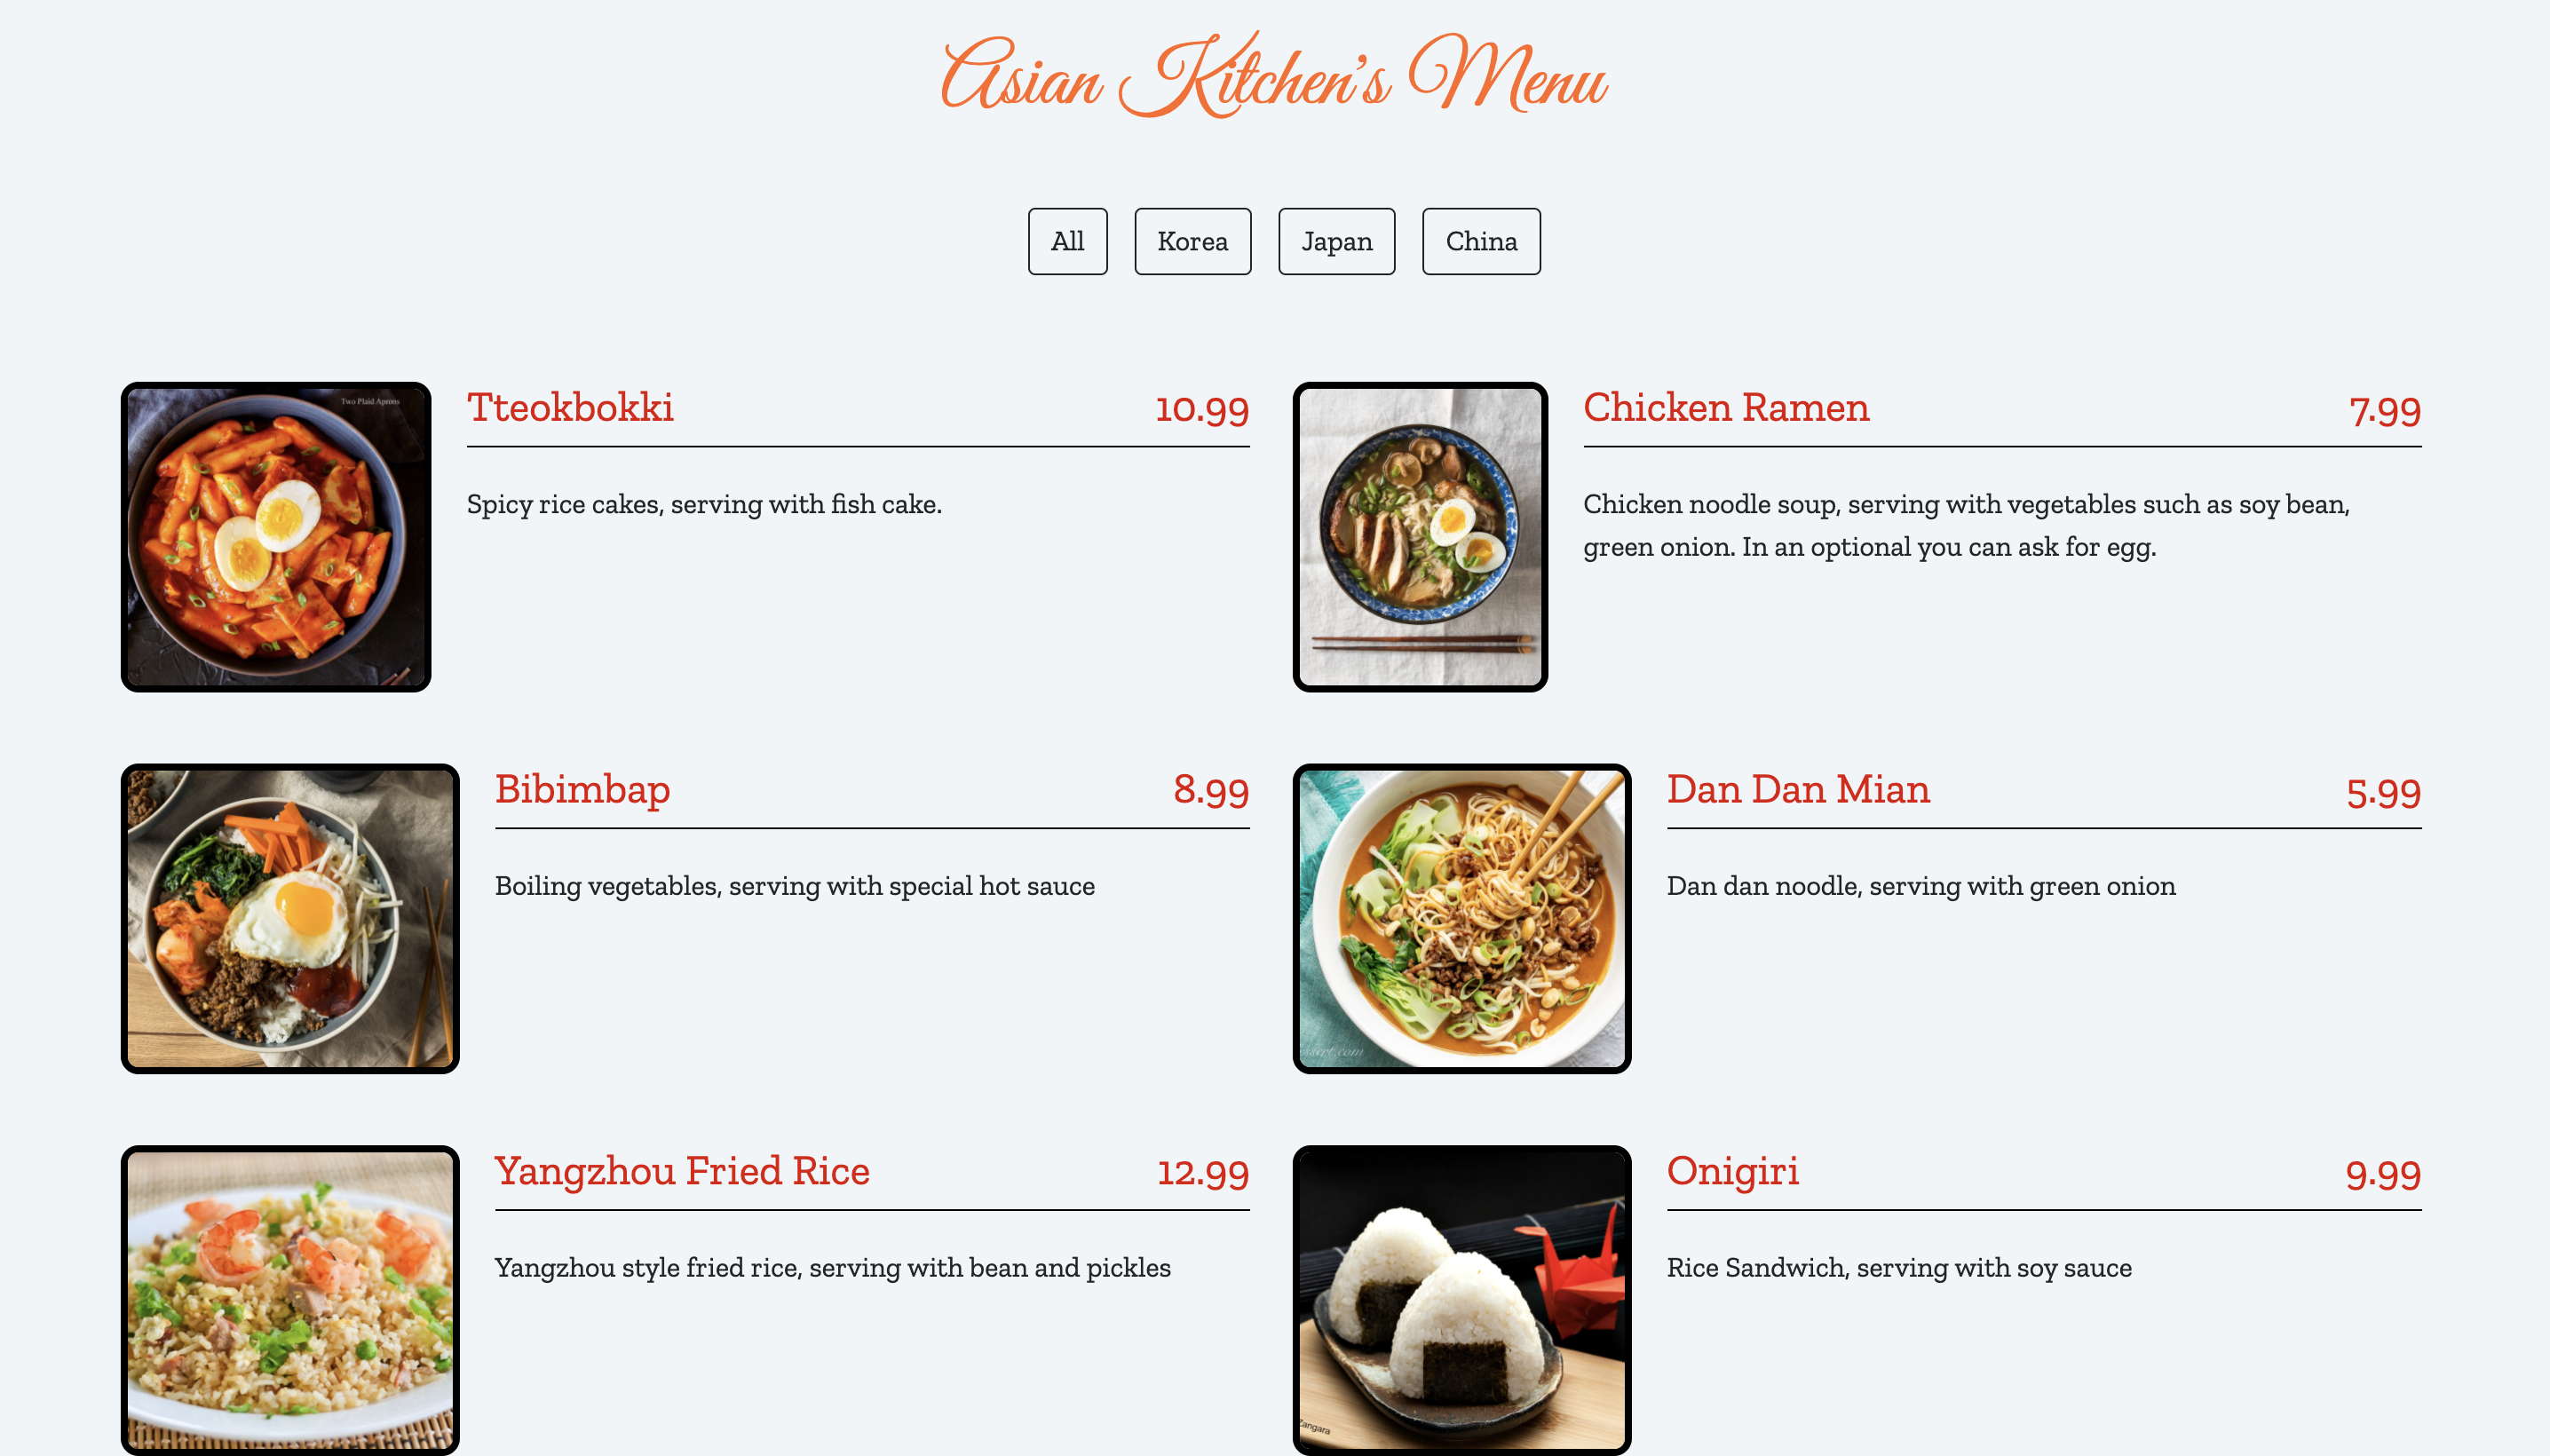 Asian Kitchen's Menu
All
Korea
Japan
China
Two Plaid Aprons
Tteokbokki
10.99
Spicy rice cakes, serving with fish cake.
Chicken Ramen
7.99
Chicken noodle soup, serving with vegetables such as soy bean,
green onion. In an optional you can ask for egg.
Bibimbap
8.99
Boiling vegetables, serving with special hot sauce
Dan Dan Mian
5.99
Dan dan noodle, serving with green onion
Yangzhou Fried Rice
12.99
Yangzhou style fried rice, serving with bean and pickles
Onigiri
9.99
Rice Sandwich, serving with soy sauce